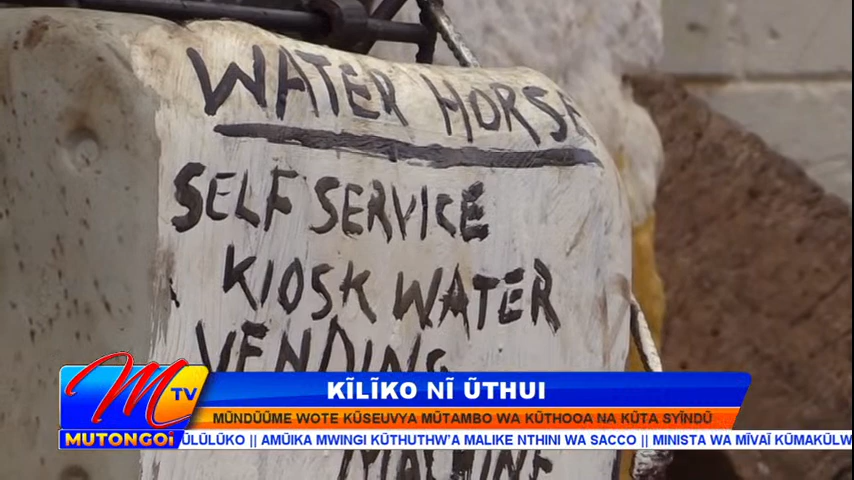 WATER HORSE
SELF SERVICE
KIOSK WATER
VENDING
MACHINE
M TV
MUTONGOI
KĨLĨKO NĨ ŨTHUI
MŨNDŨŨME WOTE KŨSEUVYA MŨTAMBO WA KŨTHOOA NA KŨTA SYĨNDŨ
ŨLŨLŨKO || AMŨIKA MWINGI KŨTHUTHW'A MALIKE NTHINI WA SACCO || MINISTA WA MĨVAĨ KŨMAKŨLW